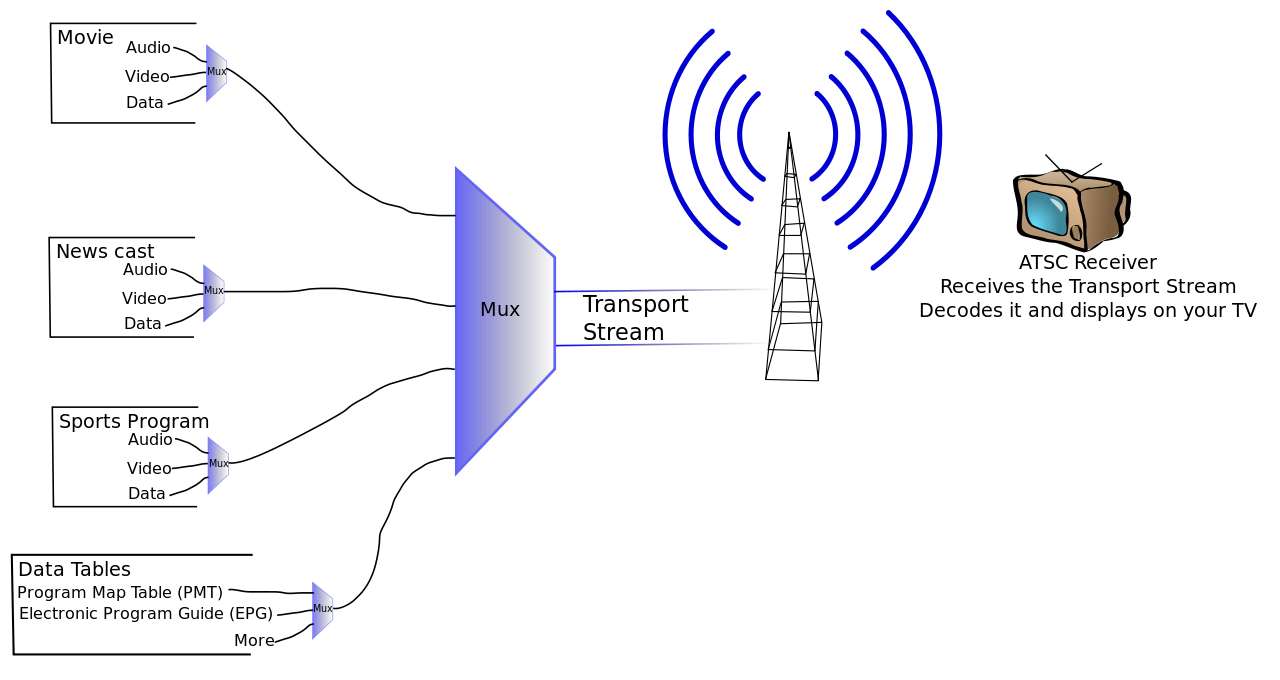 Movie
Audio
Video
Data
Mux
News cast
Audio
Video
Data
Mux
Sports Program
Audio
Video
Data
Mux
Data Tables
Program Map Table (PMT)
Electronic Program Guide (EPG)
More
Mux
Mux
Transport
Stream
ATSC Receiver
Receives the Transport Stream
Decodes it and displays on your TV